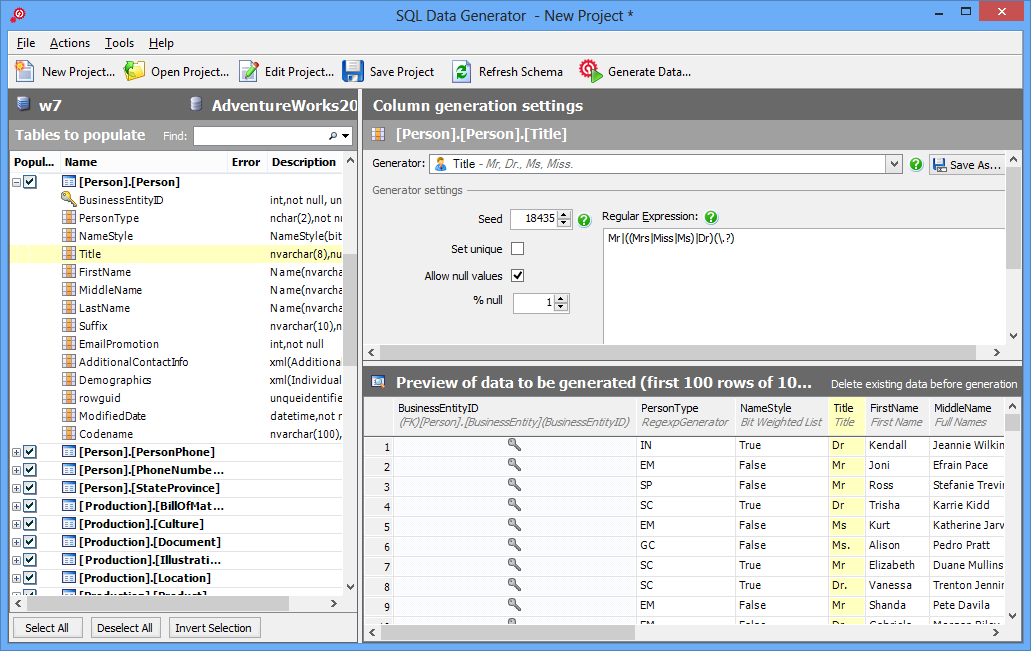 SQL Data Generator - New Project *
File Actions Tools Help
New Project... Open Project... Edit Project... Save Project Refresh Schema Generate Data...
w7 AdventureWorks20
Tables to populate Find:
Popul... Name Error Description
[Person].[Person]
BusinessEntityID int,not null, un
PersonType nchar(2),not nu
NameStyle NameStyle(bit
Title nvarchar(8),nu
FirstName Name(nvarcha
MiddleName Name(nvarcha
LastName Name(nvarcha
Suffix nvarchar(10),n
EmailPromotion int,not null
AdditionalContactInfo xml(Additional
Demographics xml(Individual
rowguid unqueidentifie
ModifiedDate datetime,not n
Codename nvarchar(100),
[Person].[PersonPhone]
[Person].[PhoneNumbe...
[Person].[StateProvince]
[Production].[BillOfMat...
[Production].[Culture]
[Production].[Document]
[Production].[Illustrati...
[Production].[Location]
[Production].[Product]
Select All Deselect All Invert Selection
Column generation settings
[Person].[Person].[Title]
Generator: Title - Mr, Dr., Ms, Miss. Save As...
Generator settings
Seed 18435
Set unique
Allow null values
% null 1
Regular Expression:
Mr|((Mrs|Miss|Ms)|Dr)(\.?)
Preview of data to be generated (first 100 rows of 10... Delete existing data before generation
BusinessEntityID PersonType NameStyle Title FirstName MiddleName
(FK)[Person].[BusinessEntity](BusinessEntityID) RegexpGenerator Bit Weighted List Title First Name Full Names
1 IN True Dr Kendall Jeannie Wilkin
2 EM False Mr Joni Efrain Pace
3 SP False Mr Ross Stefanie Trevi
4 SC True Dr Trisha Karrie Kidd
5 EM False Ms Kurt Katherine Jarv
6 GC False Ms. Alison Pedro Pratt
7 SC True Mr Elizabeth Duane Mullins
8 SC True Dr. Vanessa Trenton Jennin
9 EM False Mr Shanda Pete Davila